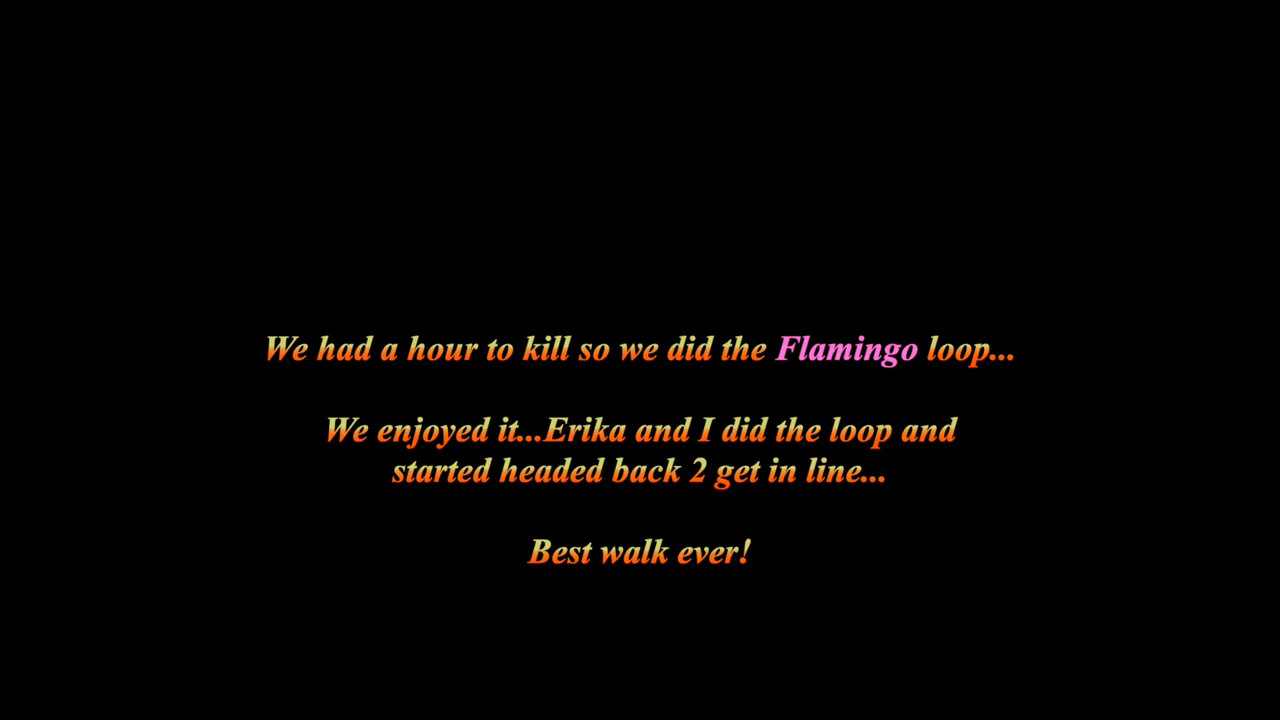 We had a hour to kill so we did the Flamingo loop...
We enjoyed it...Erika and I did the loop and
started headed back 2 get in line...
Best walk ever!